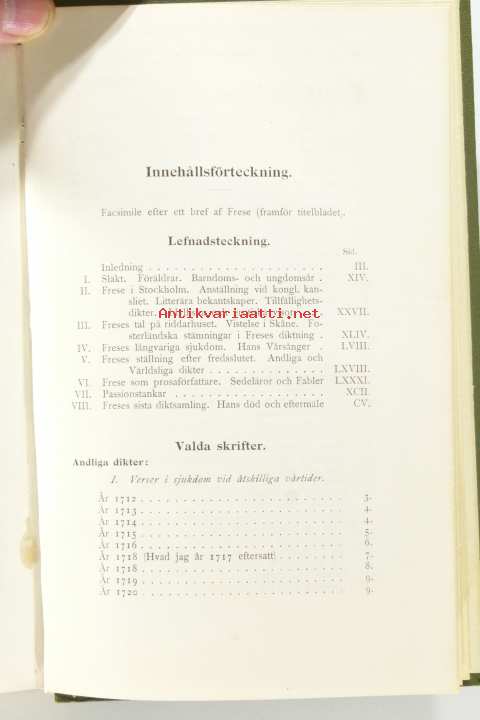 Innehållsförteckning.
Facsimile efter ett bref af Frese (framför titelbladet).
Lefnadsteckning.
Sid.
Inledning . . . . . . . . . . . . . . . . . . . . III.
I. Släkt. Föräldrar. Barndoms- och ungdomsår . XIV.
II. Frese i Stockholm. Anställning vid kongl. kan-
sliet. Litterära bekantskaper. Tillfällighets-
dikter. XXVII.
Antikvariaatti.net
III. Freses tal på riddarhuset. Vistelse i Skåne. Fo-
sterländska stämningar i Freses diktning . XLIV.
IV. Freses långvariga sjukdom. Hans Vårsånger . LVIII.
V. Freses ställning efter fredsslutet. Andliga och
Världsliga dikter . . . . . . . . . . . . . . LXVIII.
VI. Frese som prosaförfattare. Sedeläror och Fabler LXXXI.
VII. Passionstankar . . . . . . . . . . . . . . . . . . XCII.
VIII. Freses sista diktsamling. Hans död och eftermäle CV.
Valda skrifter.
Andliga dikter:
I. Verser i sjukdom vid åtskilliga vårtider.
År 1712 . . . . . . . . . . . . . . . . . . . . . . . 3.
År 1713 . . . . . . . . . . . . . . . . . . . . . . . 4.
År 1714 . . . . . . . . . . . . . . . . . . . . . . . 4.
År 1715 . . . . . . . . . . . . . . . . . . . . . . . 5.
År 1716 . . . . . . . . . . . . . . . . . . . . . . . 6.
År 1718 [Hvad jag år 1717 eftersatt] . . . . . . . . 7.
År 1718 . . . . . . . . . . . . . . . . . . . . . . . 8.
År 1719 . . . . . . . . . . . . . . . . . . . . . . . 9.
År 1720 . . . . . . . . . . . . . . . . . . . . . . . 9.